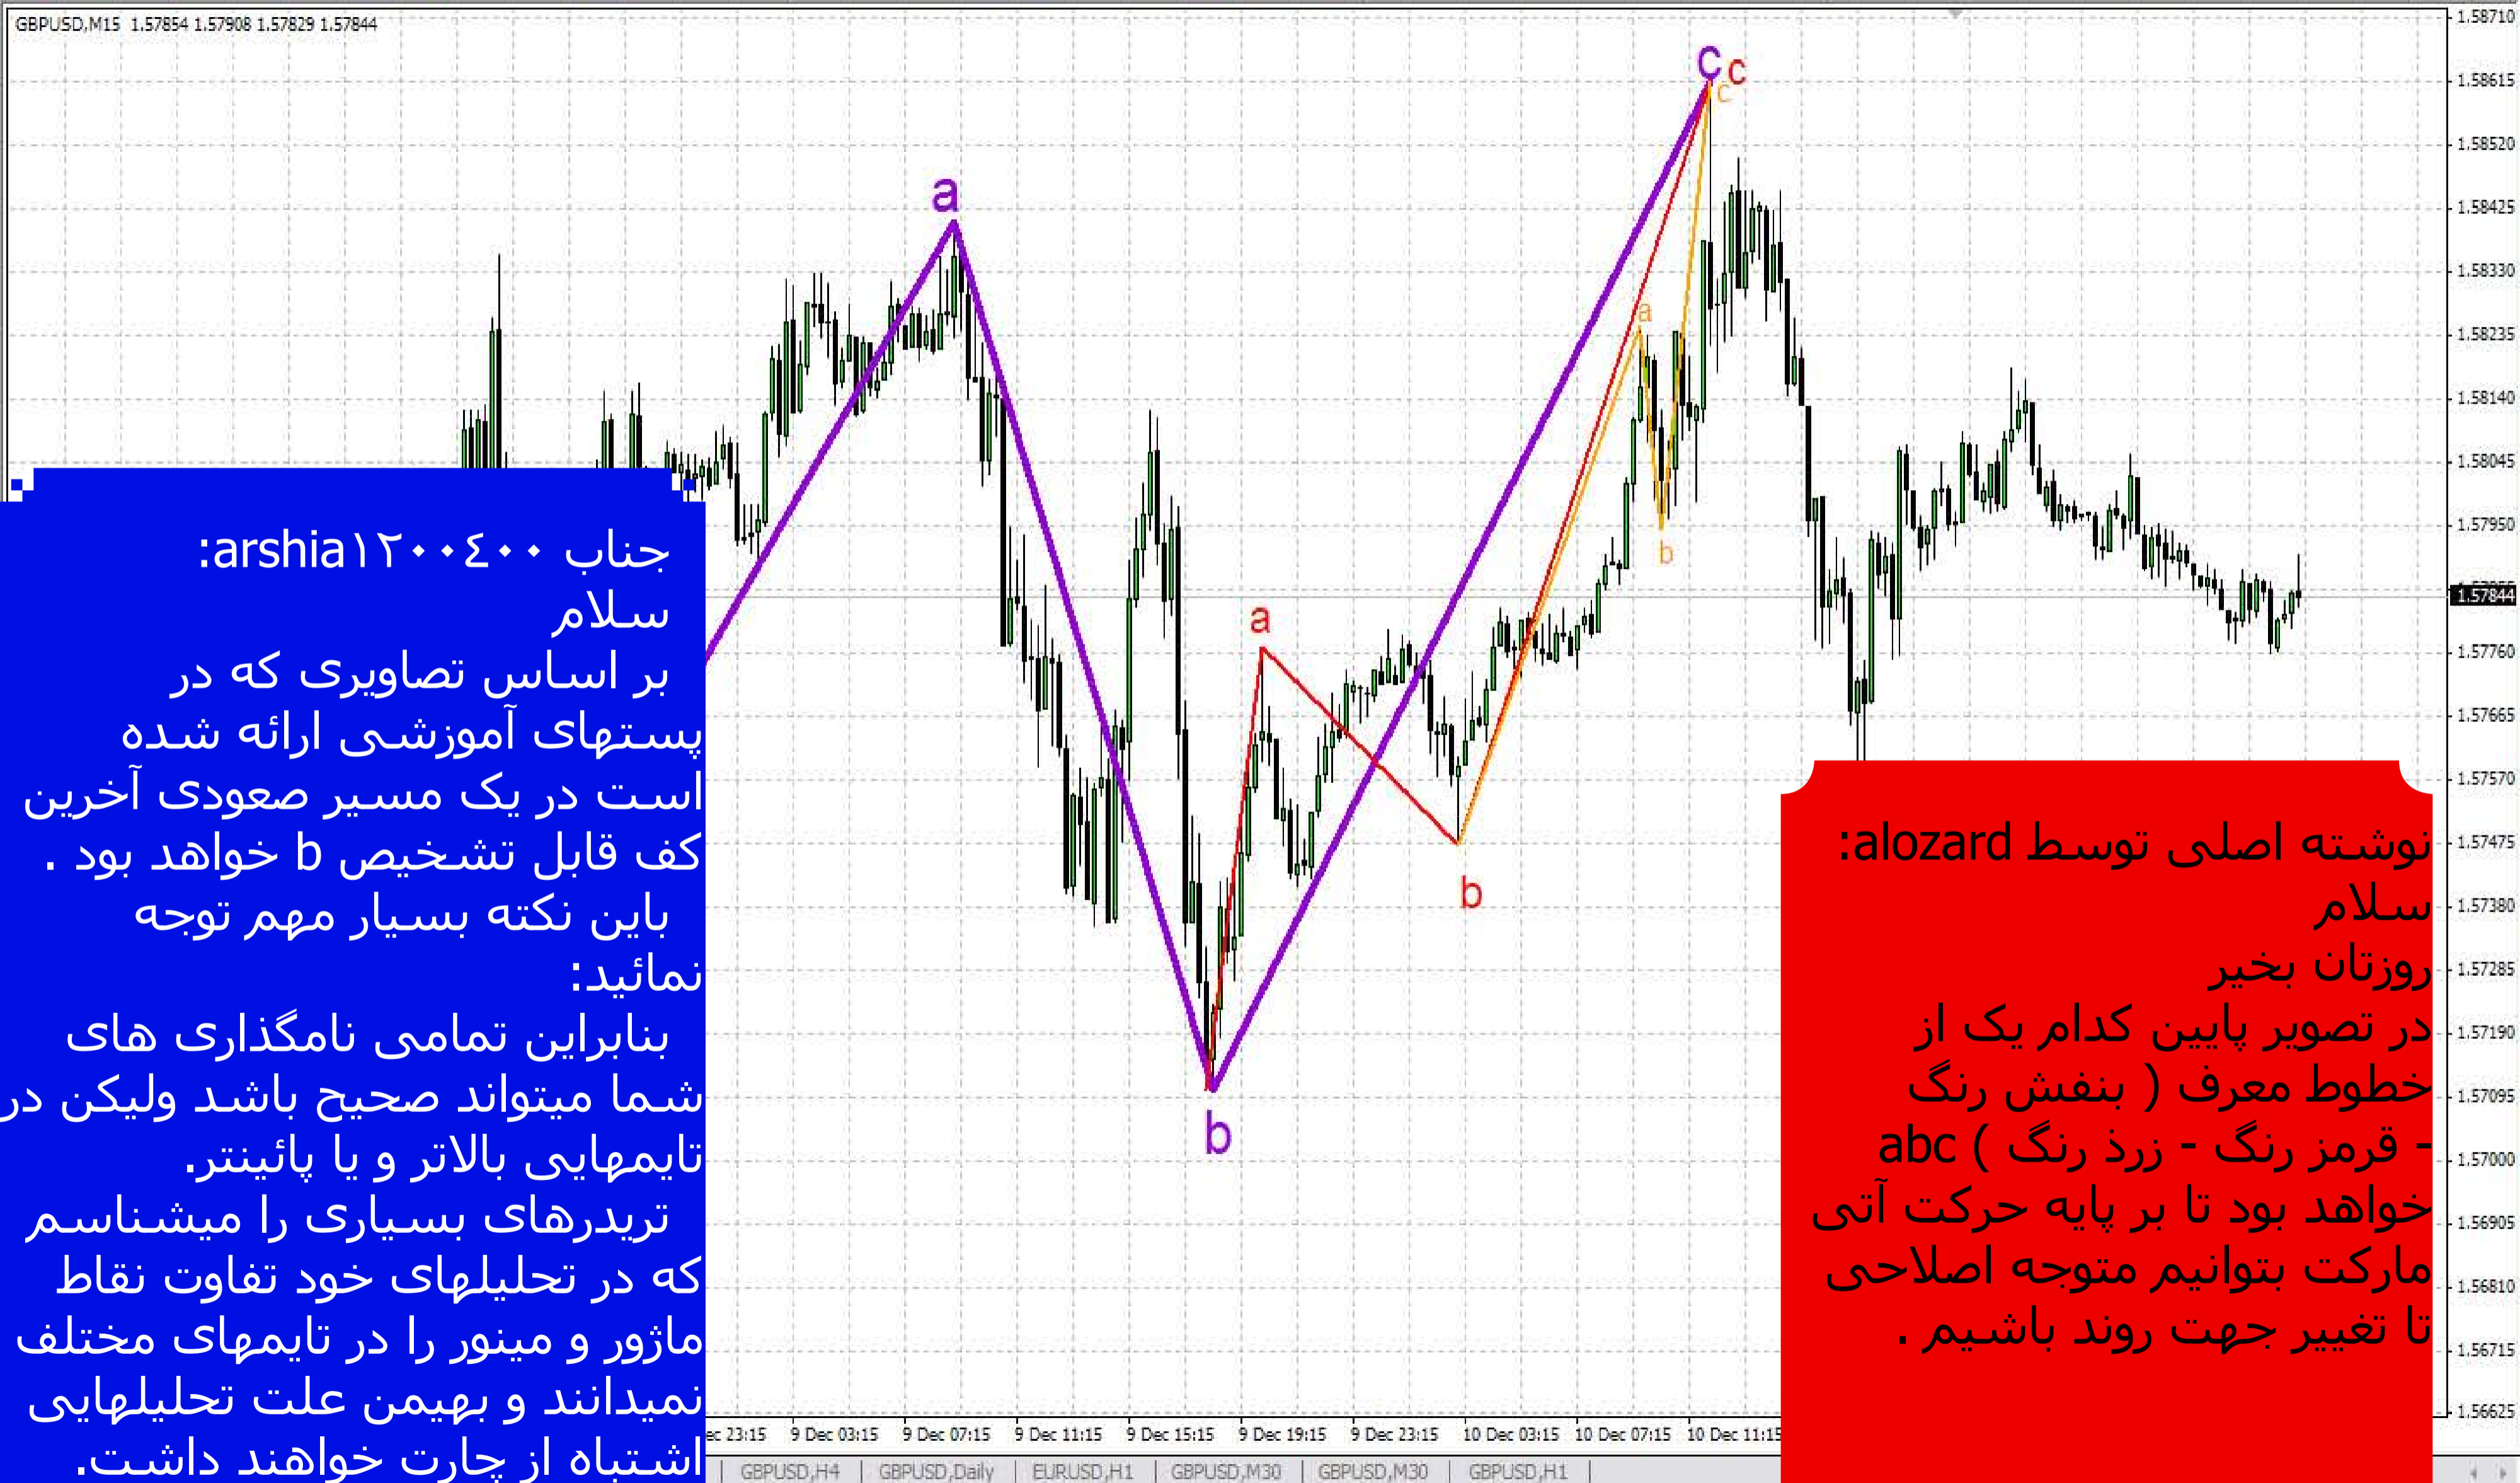 GBPUSD,M15 1.57854 1.57908 1.57829 1.57844
1.58710
1.58615
1.58520
1.58425
1.58330
1.58235
1.58140
1.58045
1.57950
1.57844
1.57760
1.57665
1.57570
1.57475
1.57380
1.57285
1.57190
1.57095
1.57000
1.56905
1.56810
1.56715
1.56625
a
b
c
a
b
c
a
b
c
جناب arshia۱۲۰۰٤۰۰:
سلام
بر اساس تصاویری که در
پستهای آموزشی ارائه شده
است در یک مسیر صعودی آخرین
کف قابل تشخیص b خواهد بود .
باین نکته بسیار مهم توجه
نمائید:
بنابراین تمامی نامگذاری های
شما میتواند صحیح باشد ولیکن در
تایمهایی بالاتر و یا پائینتر.
تریدرهای بسیاری را میشناسم
که در تحلیلهای خود تفاوت نقاط
ماژور و مینور را در تایمهای مختلف
نمیدانند و بهیمن علت تحلیلهایی
اشتباه از چارت خواهند داشت.
نوشته اصلی توسط alozard:
سلام
روزتان بخیر
در تصویر پایین کدام یک از
خطوط معرف ( بنفش رنگ
- قرمز رنگ - زرذ رنگ ) abc
خواهد بود تا بر پایه حرکت آتی
مارکت بتوانیم متوجه اصلاحی
تا تغییر جهت روند باشیم .
23:15 9 Dec 03:15 9 Dec 07:15 9 Dec 11:15 9 Dec 15:15 9 Dec 19:15 9 Dec 23:15 10 Dec 03:15 10 Dec 07:15 10 Dec 11:15
GBPUSD,H4 GBPUSD,Daily EURUSD,H1 GBPUSD,M30 GBPUSD,M30 GBPUSD,H1